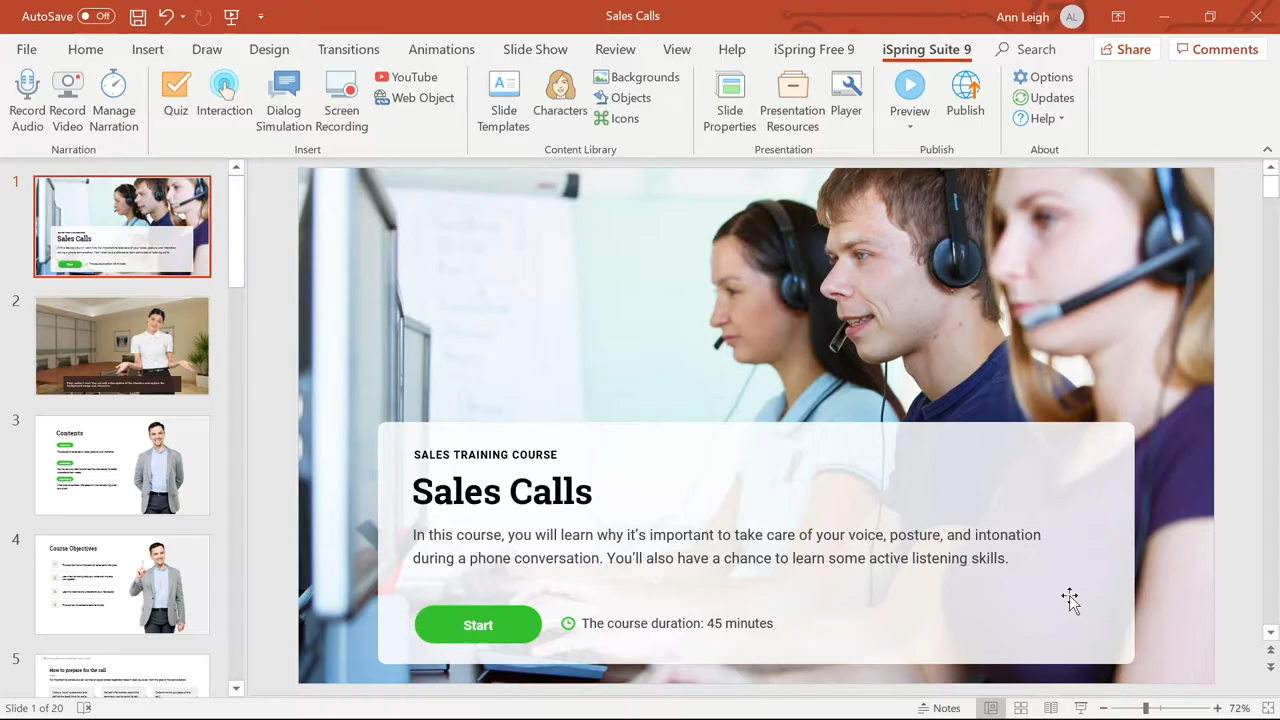 AutoSave Off Sales Calls Ann Leigh AL
File Home Insert Draw Design Transitions Animations Slide Show Review View Help iSpring Free 9 iSpring Suite 9 Search Share Comments
Record Audio
Record Video
Manage Narration
Narration
Quiz
Interaction
Dialog Simulation
Screen Recording
YouTube
Web Object
Insert
Slide Templates
Characters
Backgrounds
Objects
Icons
Content Library
Slide Properties
Presentation Resources
Player
Presentation
Preview
Publish
Publish
Options
Updates
Help
About
1
Sales Calls
2
3
Contents
4
Course Objectives
5
How to prepare for the call
SALES TRAINING COURSE
Sales Calls
In this course, you will learn why it's important to take care of your voice, posture, and intonation
during a phone conversation. You'll also have a chance to learn some active listening skills.
Start
The course duration: 45 minutes
Slide 1 of 20 Notes 72%